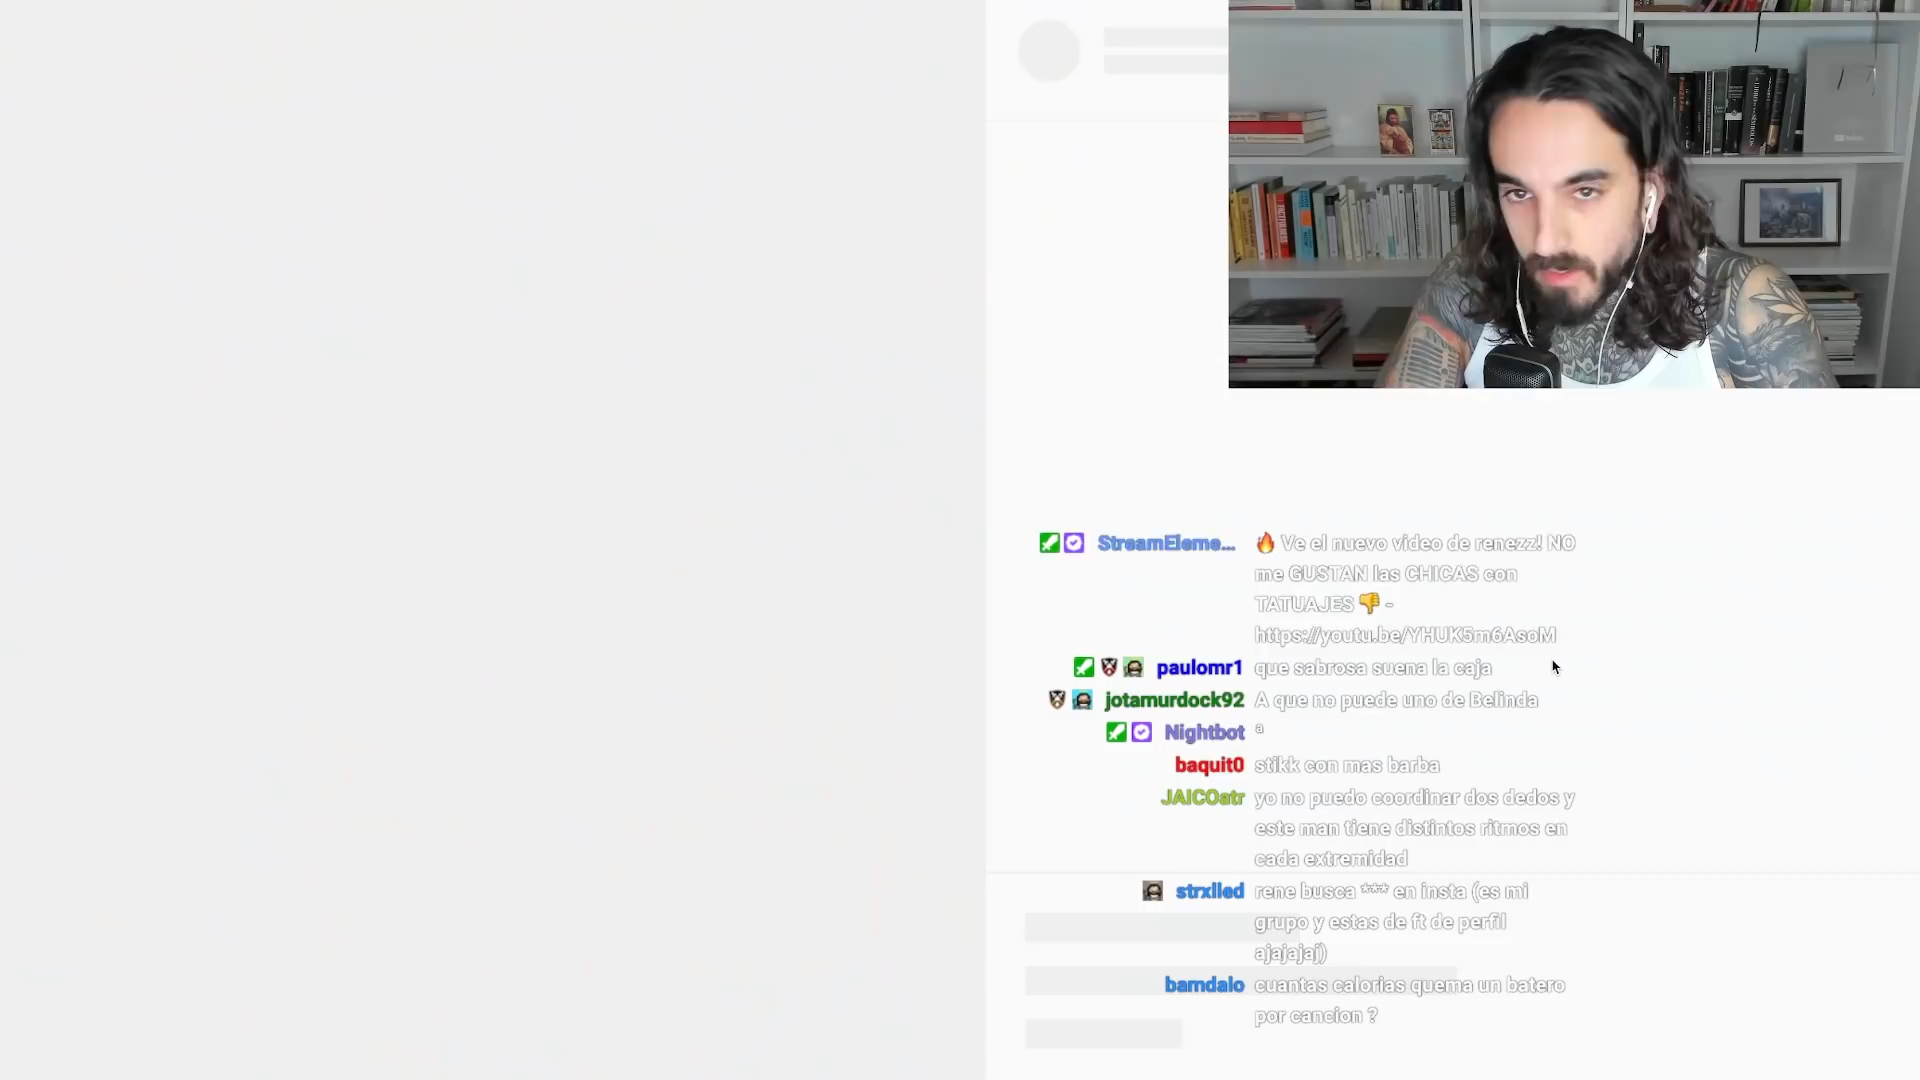 StreamEleme... 🔥 Ve el nuevo video de renezz! NO
me GUSTAN las CHICAS con
TATUAJES 👎 -
https://youtu.be/YHUK5m6AsoM
paulomr1 que sabrosa suena la caja
jotamurdock92 A que no puede uno de Belinda
Nightbot ª
baquit0 stikk con mas barba
JAICOatr yo no puedo coordinar dos dedos y
este man tiene distintos ritmos en
cada extremidad
strxlled rene busca *** en insta (es mi
grupo y estas de ft de perfil
ajajajaj)
bamdalo cuantas calorias quema un batero
por cancion ?